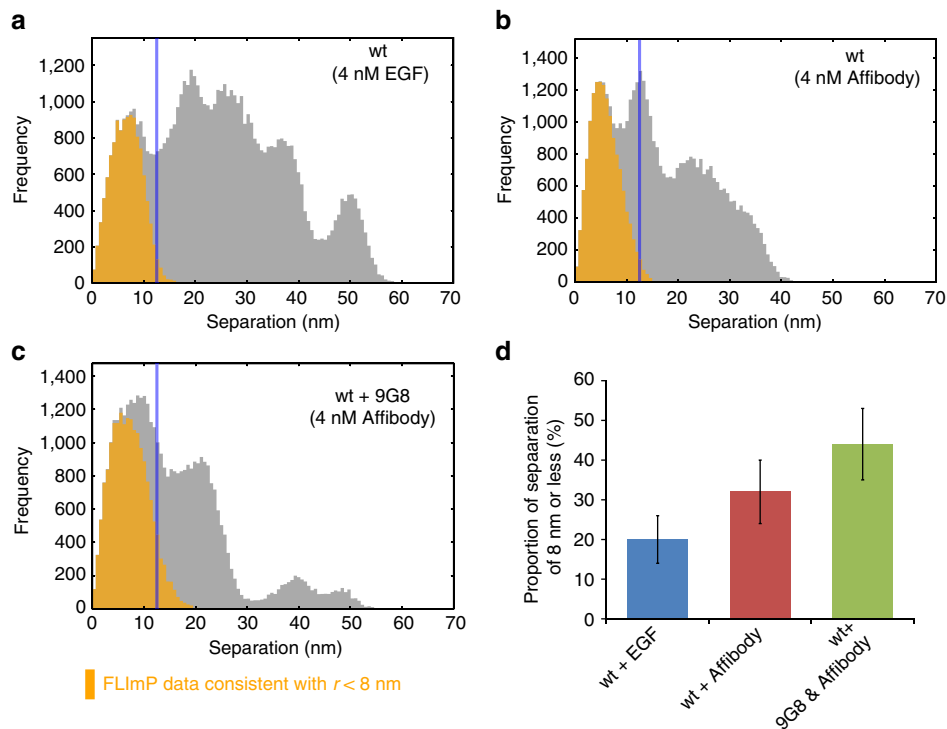 a
wt
(4 nM EGF)
1,200
1,000
800
600
400
200
0
Frequency
0 10 20 30 40 50 60 70
Separation (nm)
b
wt
(4 nM Affibody)
1,400
1,200
1,000
800
600
400
200
0
Frequency
0 10 20 30 40 50 60 70
Separation (nm)
c
wt + 9G8
(4 nM Affibody)
1,400
1,200
1,000
800
600
400
200
0
Frequency
0 10 20 30 40 50 60 70
Separation (nm)
FLImP data consistent with r < 8 nm
d
Proportion of sepaaration
of 8 nm or less (%)
60
50
40
30
20
10
0
wt + EGF
wt + Affibody
wt+
9G8 & Affibody